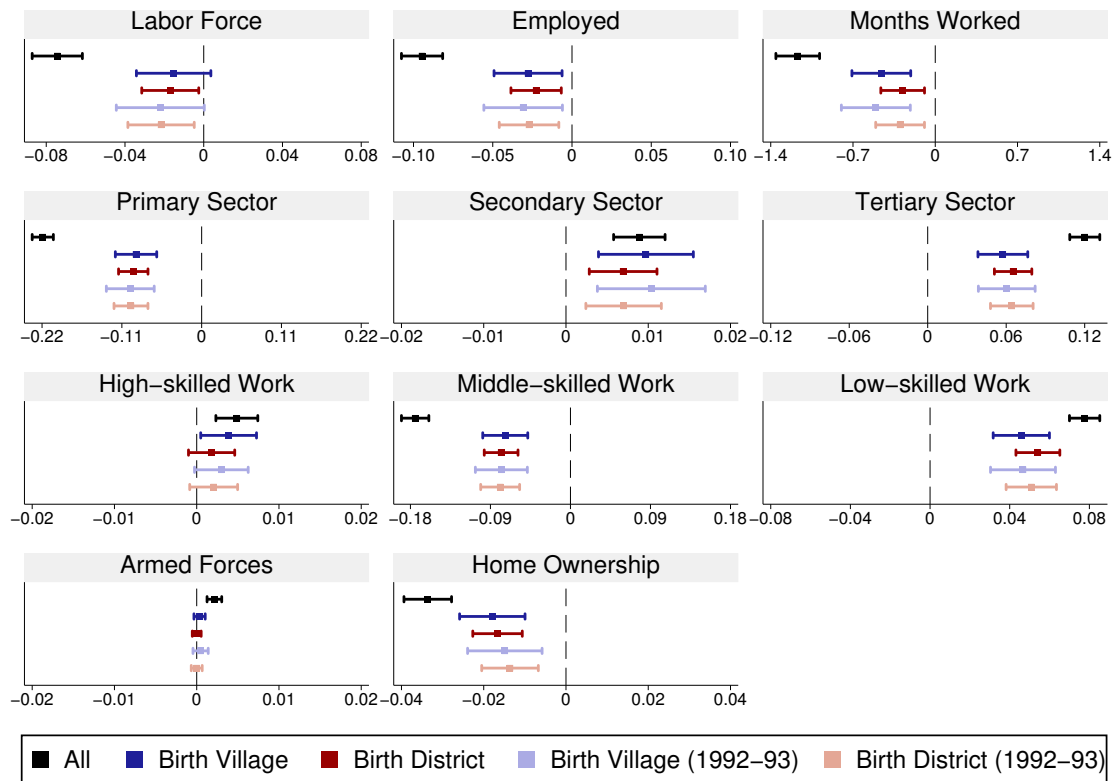 Labor Force Employed Months Worked
−0.08 −0.04 0 0.04 0.08 −0.10 −0.05 0 0.05 0.10 −1.4 −0.7 0 0.7 1.4
Primary Sector Secondary Sector Tertiary Sector
−0.22 −0.11 0 0.11 0.22 −0.02 −0.01 0 0.01 0.02 −0.12 −0.06 0 0.06 0.12
High−skilled Work Middle−skilled Work Low−skilled Work
−0.02 −0.01 0 0.01 0.02 −0.18 −0.09 0 0.09 0.18 −0.08 −0.04 0 0.04 0.08
Armed Forces Home Ownership
−0.02 −0.01 0 0.01 0.02 −0.04 −0.02 0 0.02 0.04
All Birth Village Birth District Birth Village (1992−93) Birth District (1992−93)